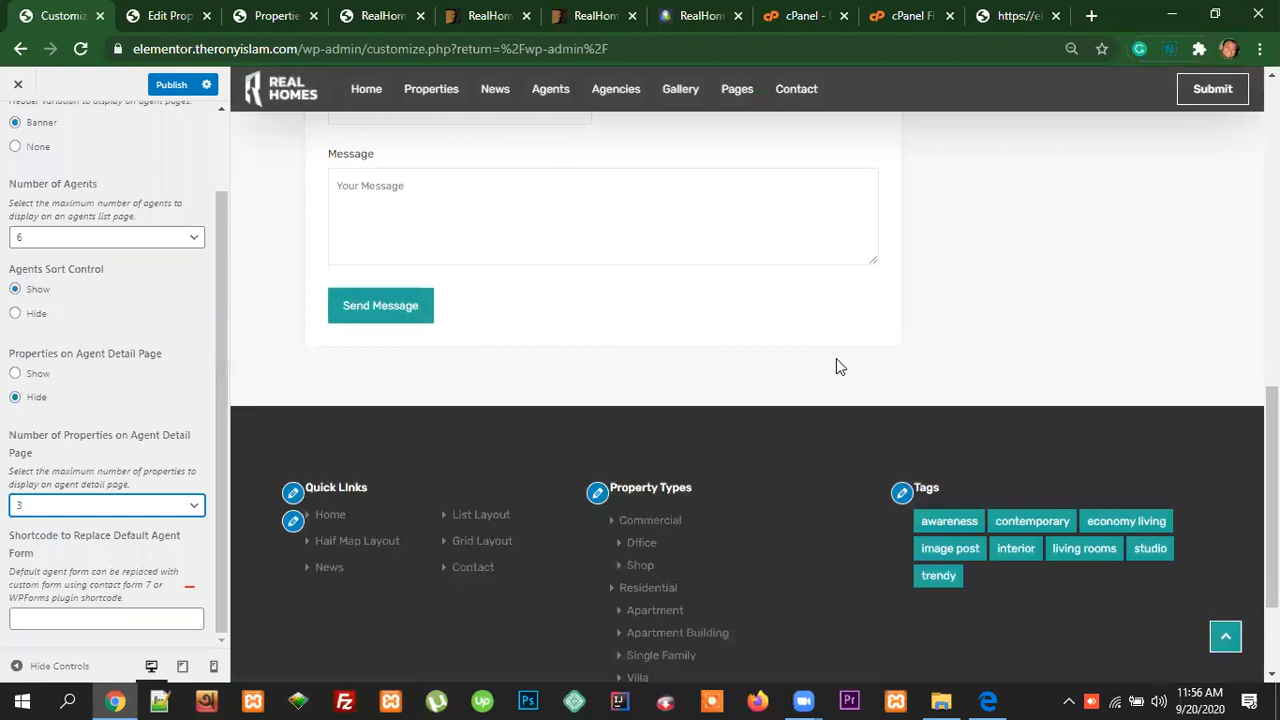 (25)
Edit Prop
Propertie
RealHom
RealHom
RealHom
cPanel - I
cPanel Fi
https://el
elementor.theronyislam.com/wp-admin/customize.php?return=%2Fwp-admin%2F
Publish
REAL
HOMES
Home Properties News Agents Agencies Gallery Pages Contact
Submit
Header variation to display on agent pages.
Banner
None
Number of Agents
Select the maximum number of agents to
display on an agents list page.
6
Agents Sort Control
Show
Hide
Properties on Agent Detail Page
Show
Hide
Number of Properties on Agent Detail
Page
Select the maximum number of properties to
display on agent detail page.
3
Shortcode to Replace Default Agent
Form
Default agent form can be replaced with
custom form using contact form 7 or
WPForms plugin shortcode.
Hide Controls
Message
Your Message
Send Message
Quick Links
Home
Half Map Layout
News
List Layout
Grid Layout
Contact
Property Types
Commercial
Office
Shop
Residential
Apartment
Apartment Building
Single Family
Villa
Tags
awareness contemporary economy living
image post interior living rooms studio
trendy
11:56 AM
9/20/2020